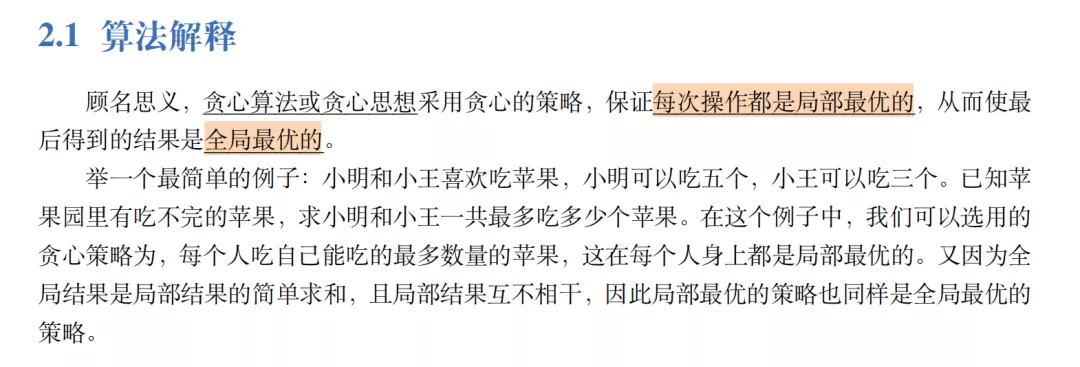 2.1 算法解释
顾名思义，贪心算法或贪心思想采用贪心的策略，保证每次操作都是局部最优的，从而使最
后得到的结果是全局最优的。
举一个最简单的例子：小明和小王喜欢吃苹果，小明可以吃五个，小王可以吃三个。已知苹
果园里有吃不完的苹果，求小明和小王一共最多吃多少个苹果。在这个例子中，我们可以选用的
贪心策略为，每个人吃自己能吃的最多数量的苹果，这在每个人身上都是局部最优的。又因为全
局结果是局部结果的简单求和，且局部结果互不相干，因此局部最优的策略也同样是全局最优的
策略。